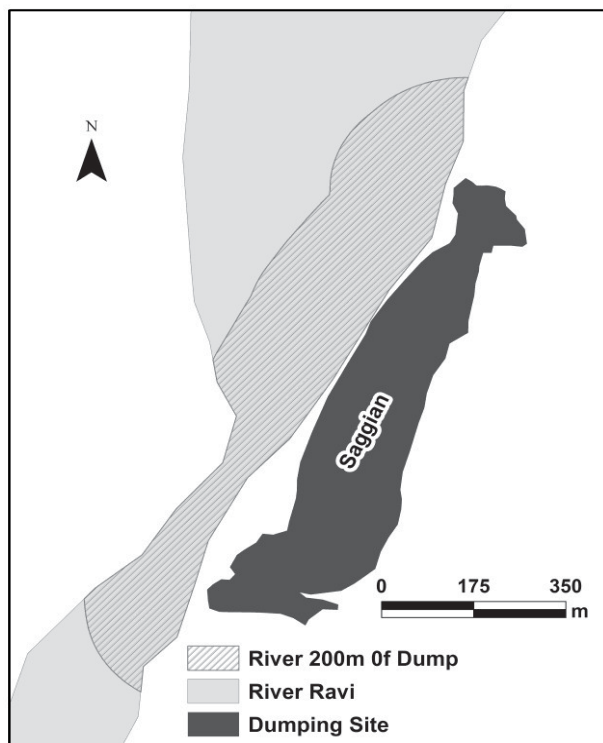 N
Saggian
0 175 350
m
River 200m 0f Dump
River Ravi
Dumping Site